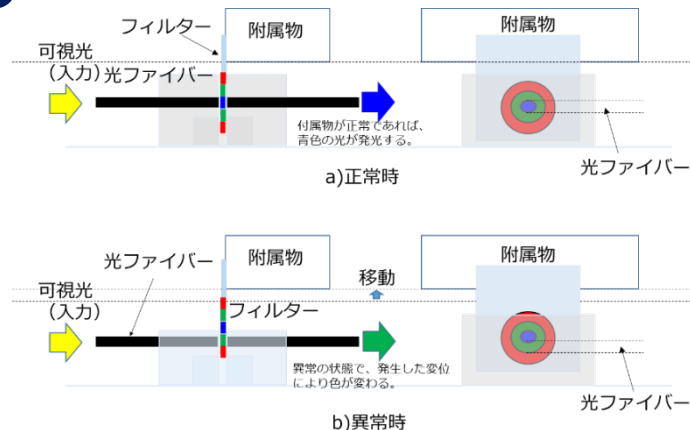 フィルター
附属物
附属物
可視光
（入力）
光ファイバー
付属物が正常であれば、
青色の光が発光する。
光ファイバー
a)正常時
光ファイバー
附属物
移動
附属物
可視光
（入力）
フィルター
異常の状態で、発生した変位
により色が変わる。
光ファイバー
b)異常時